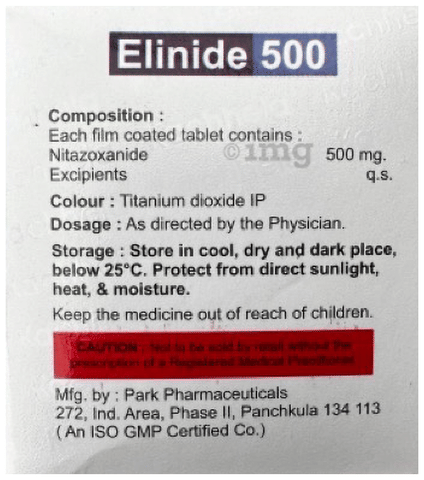 Elinide 500
Composition :
Each film coated tablet contains :
Nitazoxanide 500 mg.
Excipients q.s.
Colour : Titanium dioxide IP
Dosage : As directed by the Physician.
Storage : Store in cool, dry and dark place,
below 25°C. Protect from direct sunlight,
heat, & moisture.
Keep the medicine out of reach of children.
CAUTION : Not to be sold by retail without the
prescription of a Registered Medical Practitioner
Mfg. by : Park Pharmaceuticals
272, Ind. Area, Phase II, Panchkula 134 113
( An ISO GMP Certified Co.)